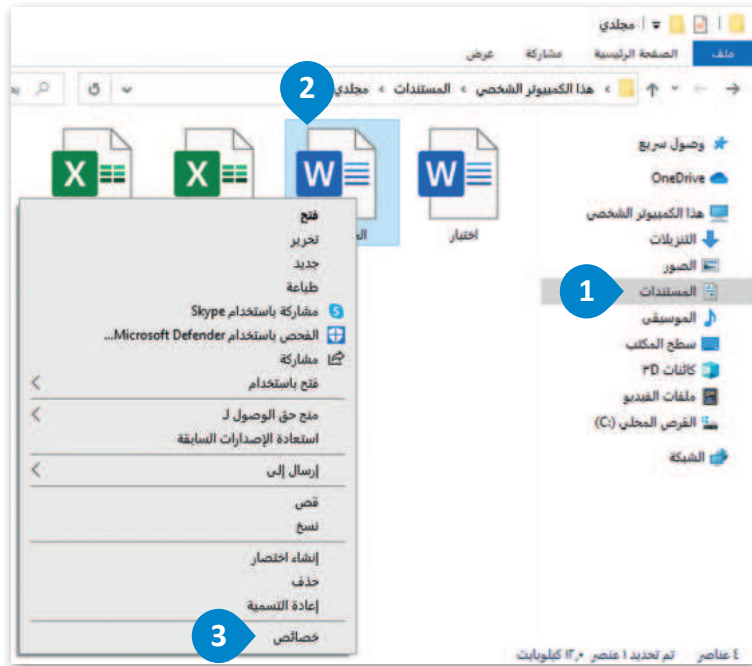 مجلدي
ملف الصفحة الرئيسية مشاركة عرض
هذا الكمبيوتر الشخصي › المستندات › مجلدي
2
وصول سريع
OneDrive
هذا الكمبيوتر الشخصي
التنزيلات
الصور
المستندات
1
الموسيقى
سطح المكتب
كائنات ٣D
ملفات الفيديو
القرص المحلي (C:)
الشبكة
W
W
X
X
اختبار
فتح
تحرير
جديد
طباعة
مشاركة باستخدام Skype
الفحص باستخدام Microsoft Defender...
مشاركة
فتح باستخدام
منح حق الوصول لـ
استعادة الإصدارات السابقة
إرسال إلى
قص
نسخ
إنشاء اختصار
حذف
إعادة التسمية
خصائص
3
٤ عناصر تم تحديد ١ عنصر ١٢,٠ كيلوبايت